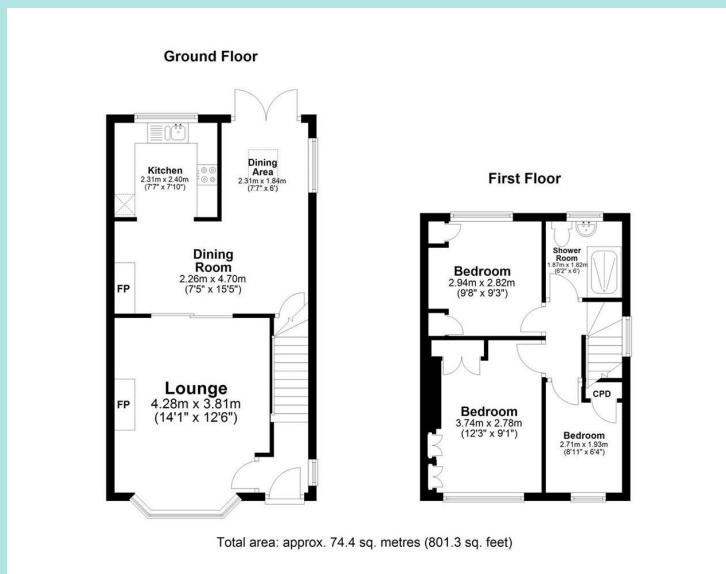 Ground Floor
Kitchen
2.31m x 2.40m
(7'7" x 7'10")
Dining
Area
2.31m x 1.84m
(7'7" x 6')
Dining
Room
2.26m x 4.70m
(7'5" x 15'5")
FP
Lounge
4.28m x 3.81m
(14'1" x 12'6")
FP
First Floor
Bedroom
2.94m x 2.82m
(9'8" x 9'3")
Shower
Room
1.87m x 1.82m
(6'2" x 6')
Bedroom
3.74m x 2.78m
(12'3" x 9'1")
CPD
Bedroom
2.71m x 1.93m
(8'11" x 6'4")
Total area: approx. 74.4 sq. metres (801.3 sq. feet)